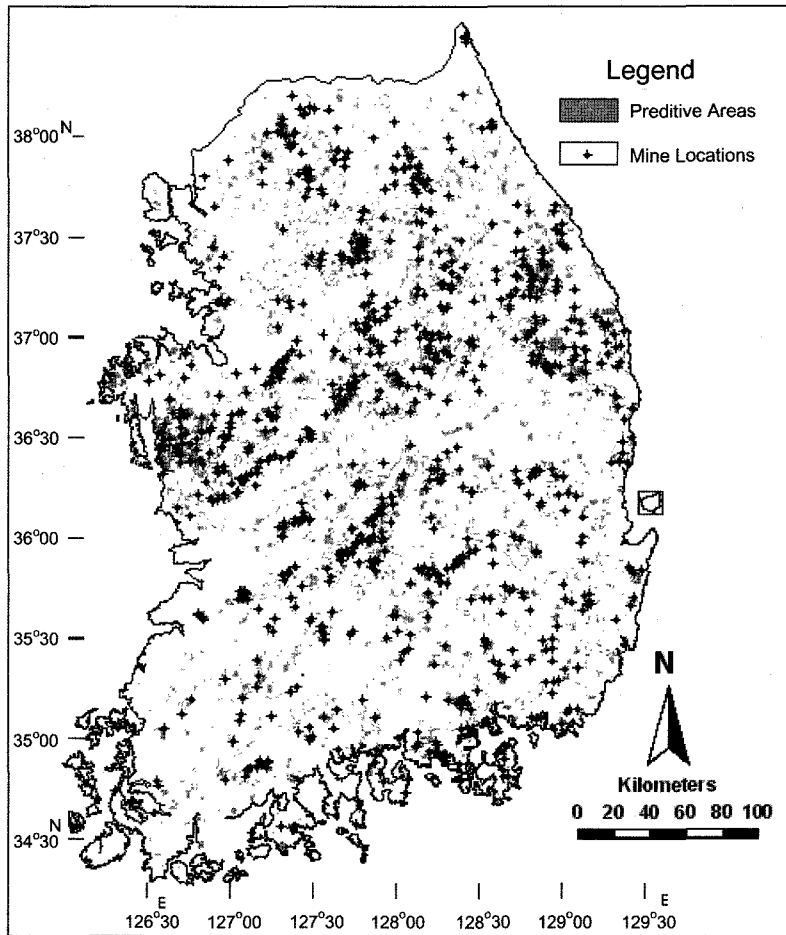 Legend
Preditive Areas
Mine Locations
38°00' N
37°30'
37°00'
36°30'
36°00'
35°30'
35°00'
34°30' N
N
Kilometers
0 20 40 60 80 100
E E
126°30' 127°00' 127°30' 128°00' 128°30' 129°00' 129°30'